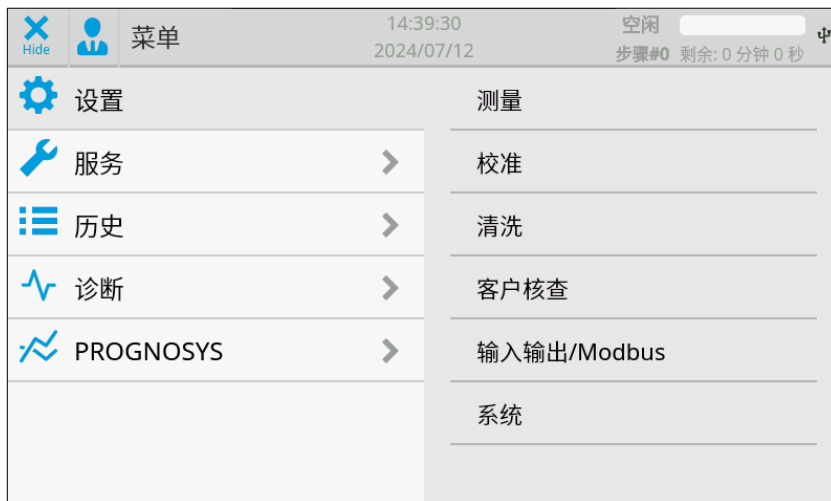 Hide
菜单
14:39:30
2024/07/12
空闲
步骤#0 剩余: 0 分钟 0 秒
设置
服务
历史
诊断
PROGNOSYS
测量
校准
清洗
客户核查
输入输出/Modbus
系统